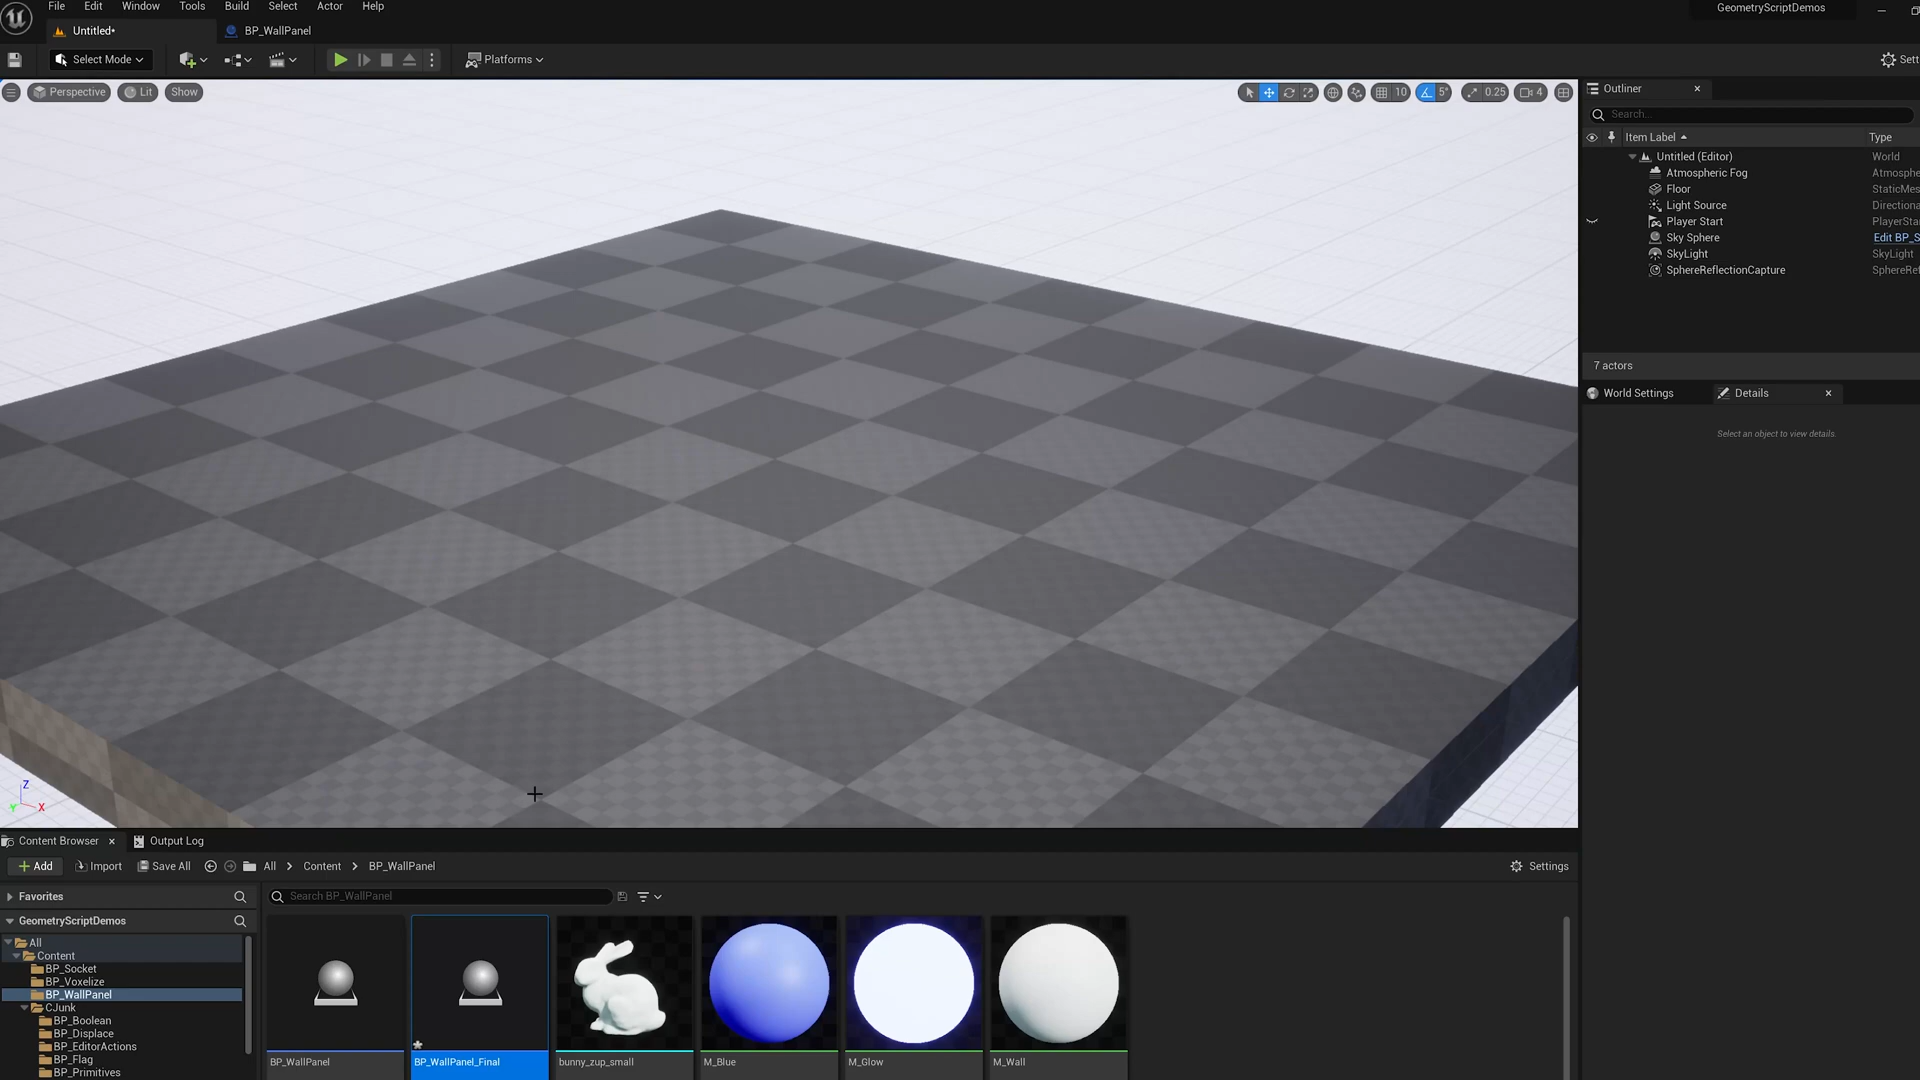 File Edit Window Tools Build Select Actor Help
GeometryScriptDemos
Untitled•
BP_WallPanel
Select Mode
Platforms
Sett
Perspective
Lit
Show
10
5°
0.25
4
Outliner
Search...
Item Label
Type
Untitled (Editor)
World
Atmospheric Fog
Atmosphe
Floor
StaticMes
Light Source
Directiona
Player Start
PlayerSta
Sky Sphere
Edit BP_S
SkyLight
SkyLight
SphereReflectionCapture
SphereRef
7 actors
World Settings
Details
Select an object to view details.
Z
Y
X
Content Browser
Output Log
Add
Import
Save All
All
Content
BP_WallPanel
Settings
Favorites
Search BP_WallPanel
GeometryScriptDemos
All
Content
BP_Socket
BP_Voxelize
BP_WallPanel
CJunk
BP_Boolean
BP_Displace
BP_EditorActions
BP_Flag
BP_Primitives
BP_WallPanel
BP_WallPanel_Final
bunny_zup_small
M_Blue
M_Glow
M_Wall